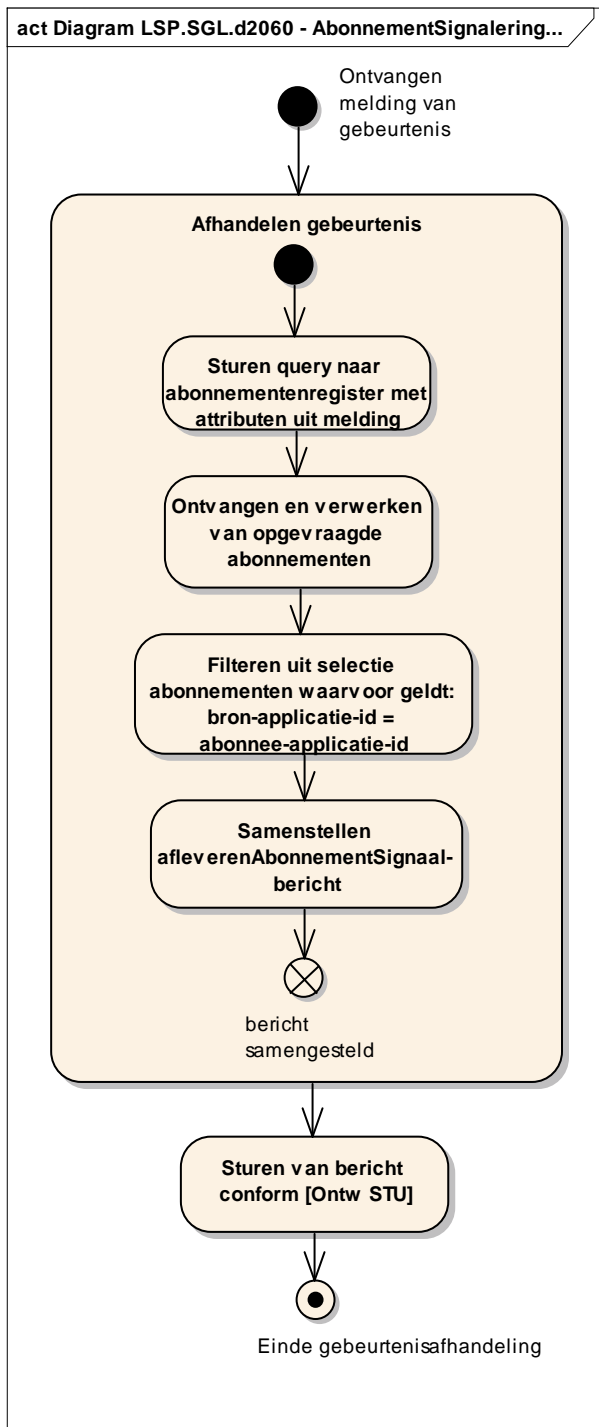 act Diagram LSP.SGL.d2060 - AbonnementSignalering...
Ontvangen
melding van
gebeurtenis
Afhandelen gebeurtenis
Sturen query naar
abonnementenregister met
attributen uit melding
Ontvangen en verwerken
van opgevraagde
abonnementen
Filteren uit selectie
abonnementen waarvoor geldt:
bron-applicatie-id =
abonnee-applicatie-id
Samenstellen
afleverenAbonnementSignaal-
bericht
bericht
samengesteld
Sturen van bericht
conform [Ontw STU]
Einde gebeurtenisafhandeling